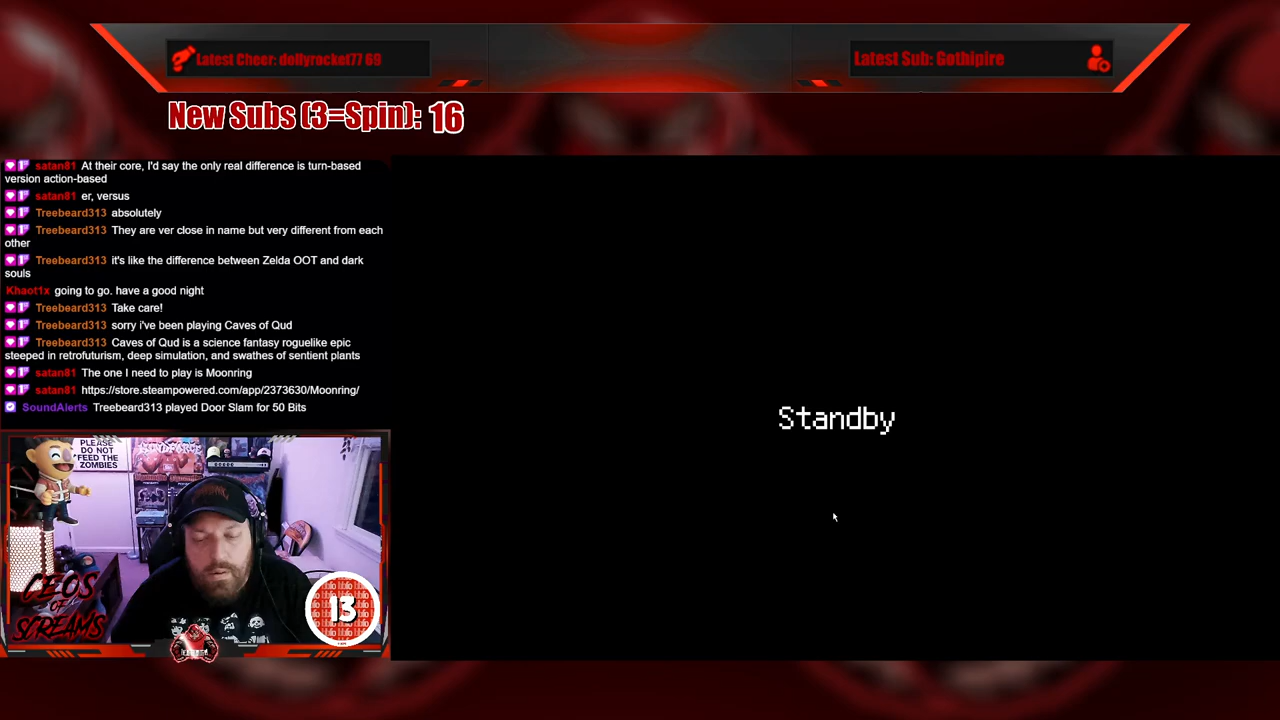 Latest Cheer: dollyrocket77 69
Latest Sub: Gothipire
New Subs (3=Spin): 16
satan81 At their core, I'd say the only real difference is turn-based
version action-based
satan81 er, versus
Treebeard313 absolutely
Treebeard313 They are ver close in name but very different from each
other
Treebeard313 it's like the difference between Zelda OOT and dark
souls
Khaot1x going to go. have a good night
Treebeard313 Take care!
Treebeard313 sorry i've been playing Caves of Qud
Treebeard313 Caves of Qud is a science fantasy roguelike epic
steeped in retrofuturism, deep simulation, and swathes of sentient plants
satan81 The one I need to play is Moonring
satan81 https://store.steampowered.com/app/2373630/Moonring/
SoundAlerts Treebeard313 played Door Slam for 50 Bits
Standby
PLEASE
DO NOT
FEED THE
ZOMBIES
CEOS
OF
SCREAMS
13